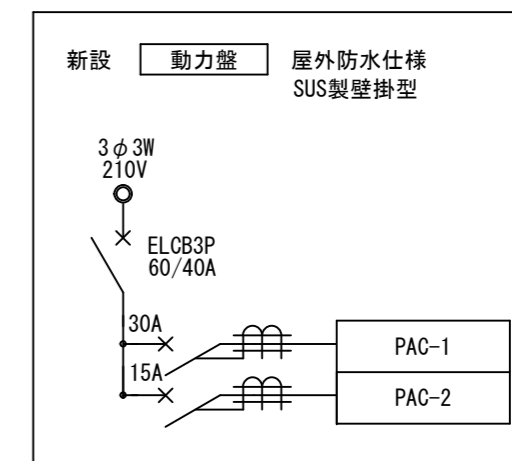 新設 動力盤 屋外防水仕様
SUS製壁掛型
3φ3W
210V
ELCB3P
60/40A
30A
PAC-1
15A
PAC-2